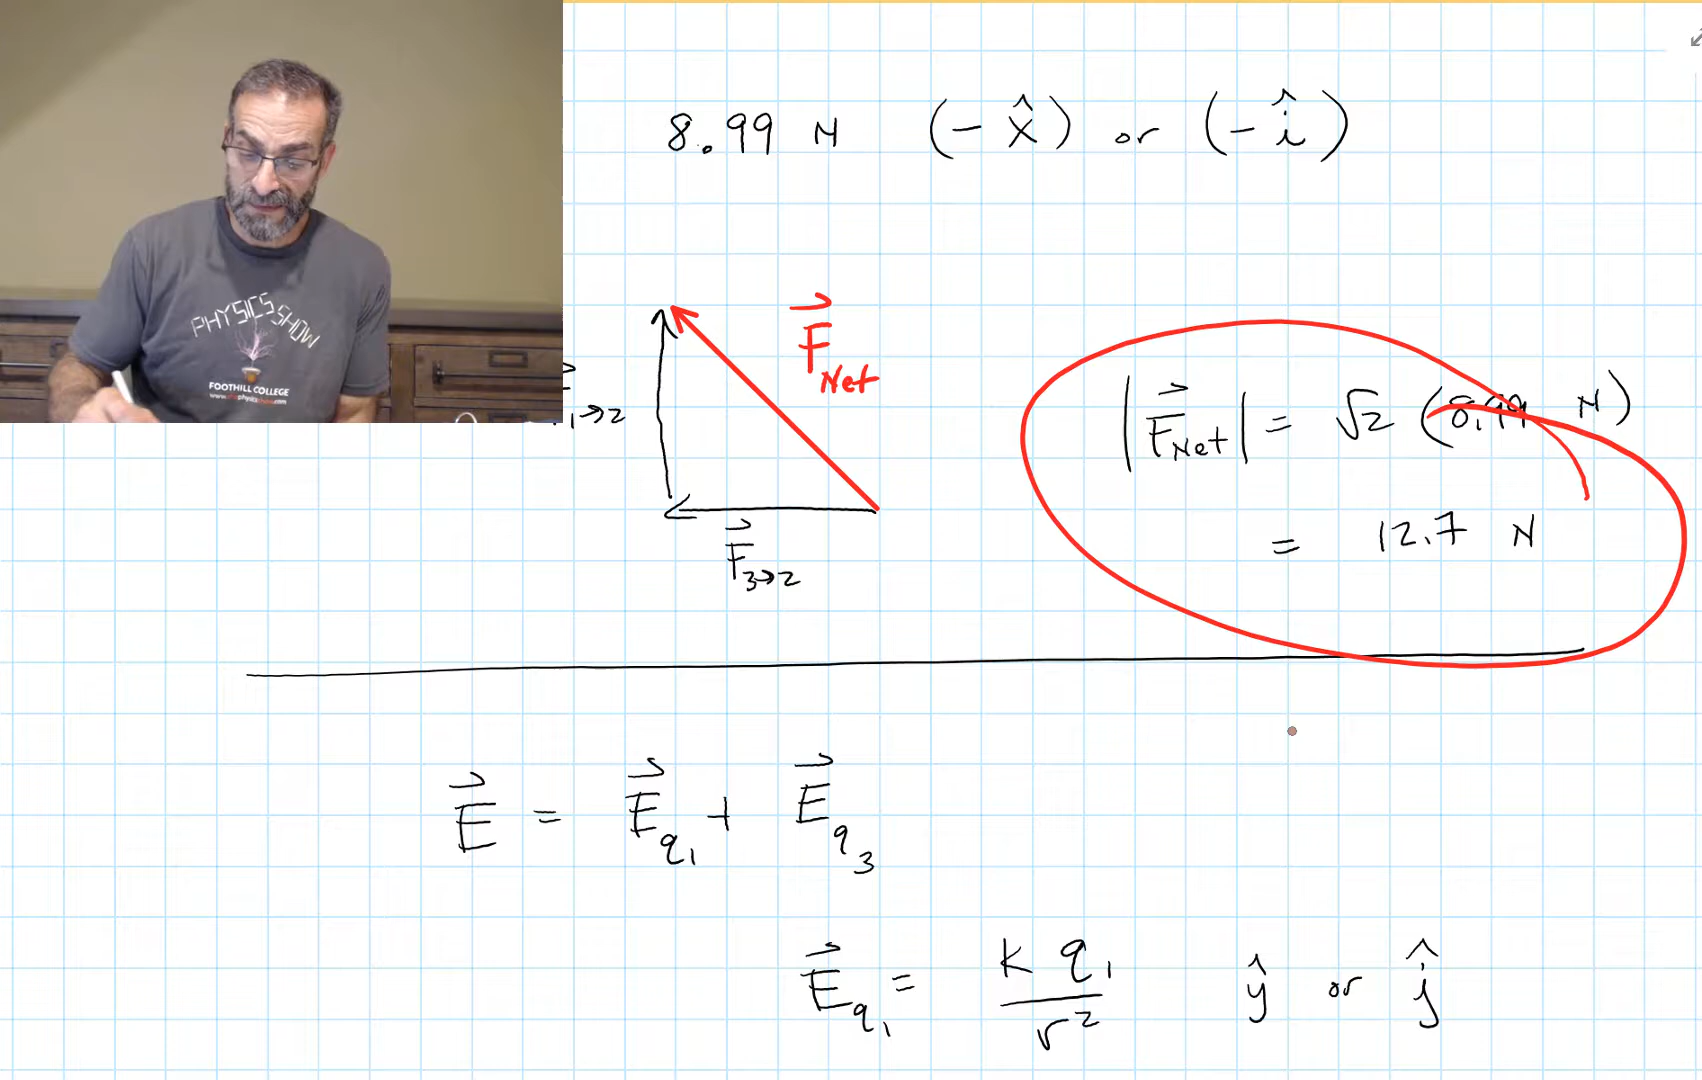 8.99 N (- x̂) or (- î)
PHYSICS SHOW
FOOTHILL COLLEGE
F⃗ Net
1→2
F⃗ 3→2
|F⃗ Net| = √2 (8.99 N)
= 12.7 N
E⃗ = E⃗ q₁ + E⃗ q₃
E⃗ q₁ = k q₁ / r² ŷ or ĵ